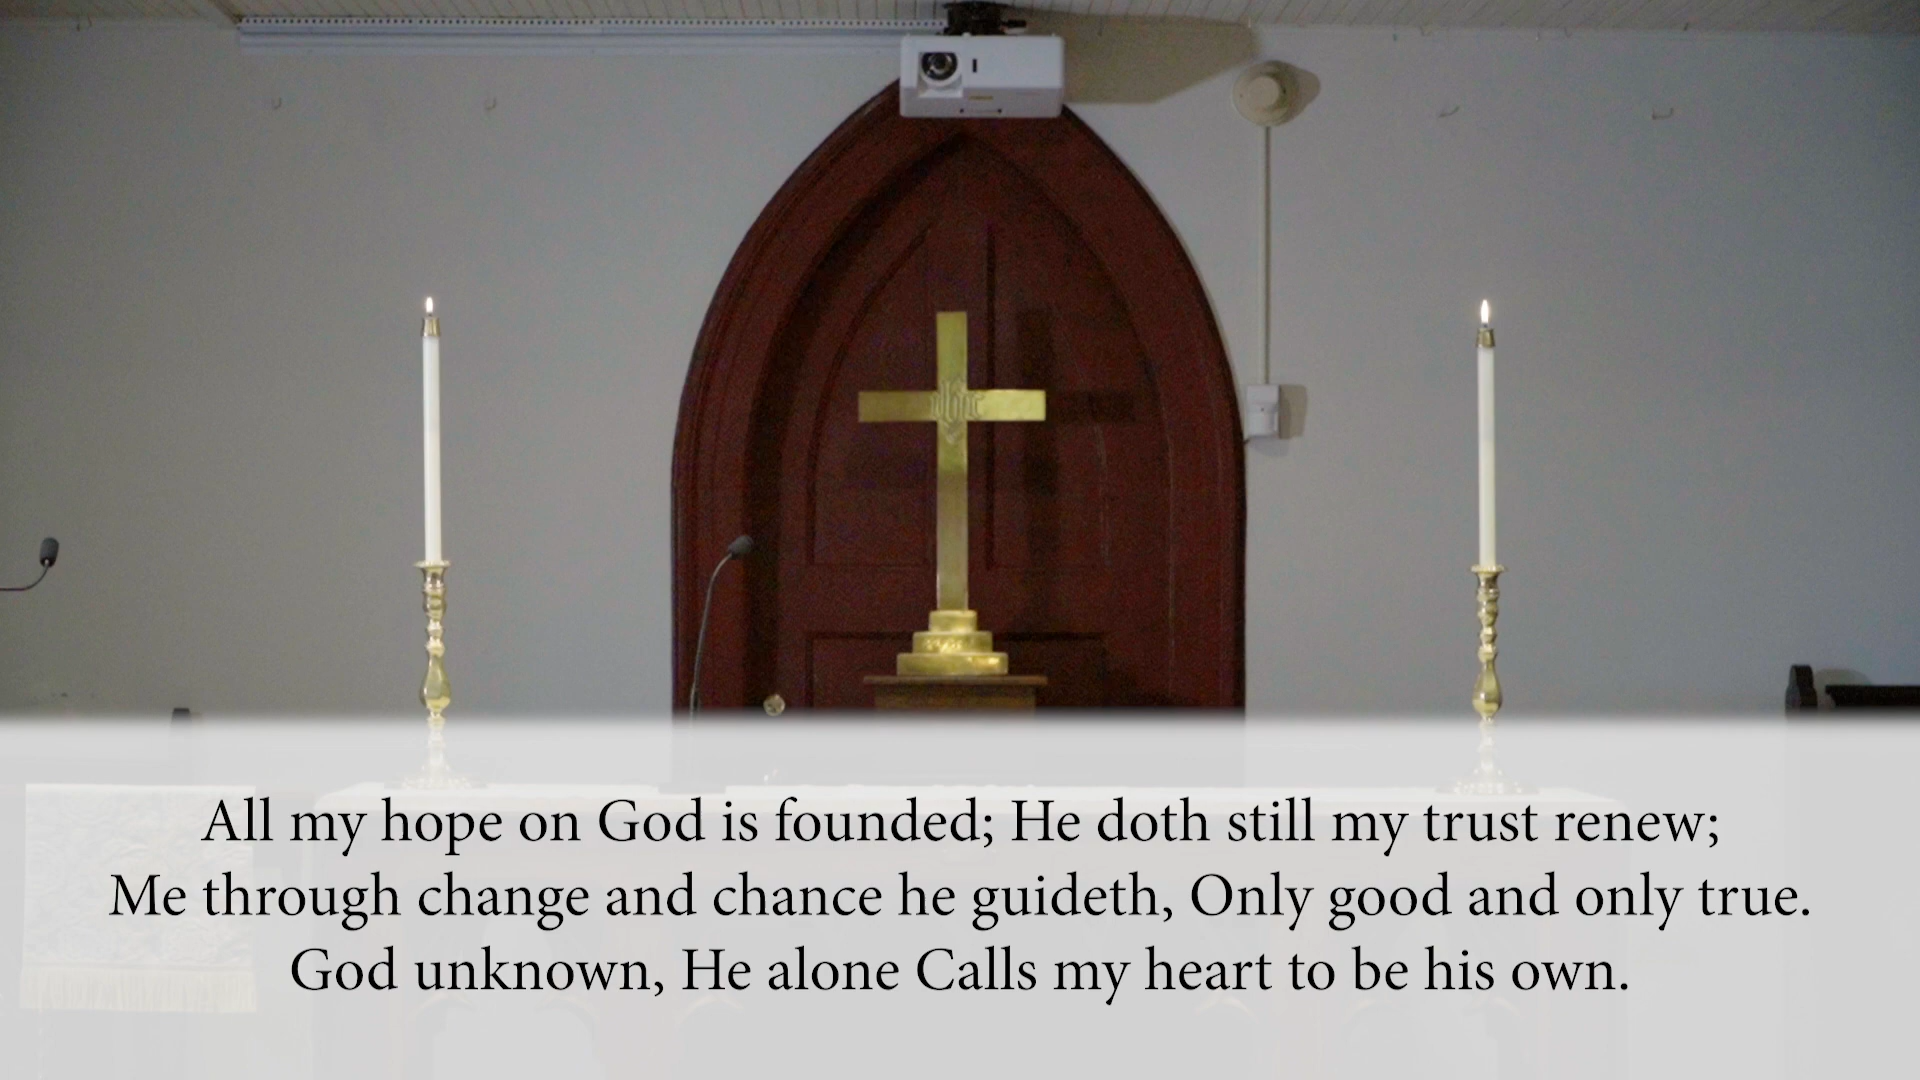 All my hope on God is founded; He doth still my trust renew;
Me through change and chance he guideth, Only good and only true.
God unknown, He alone Calls my heart to be his own.